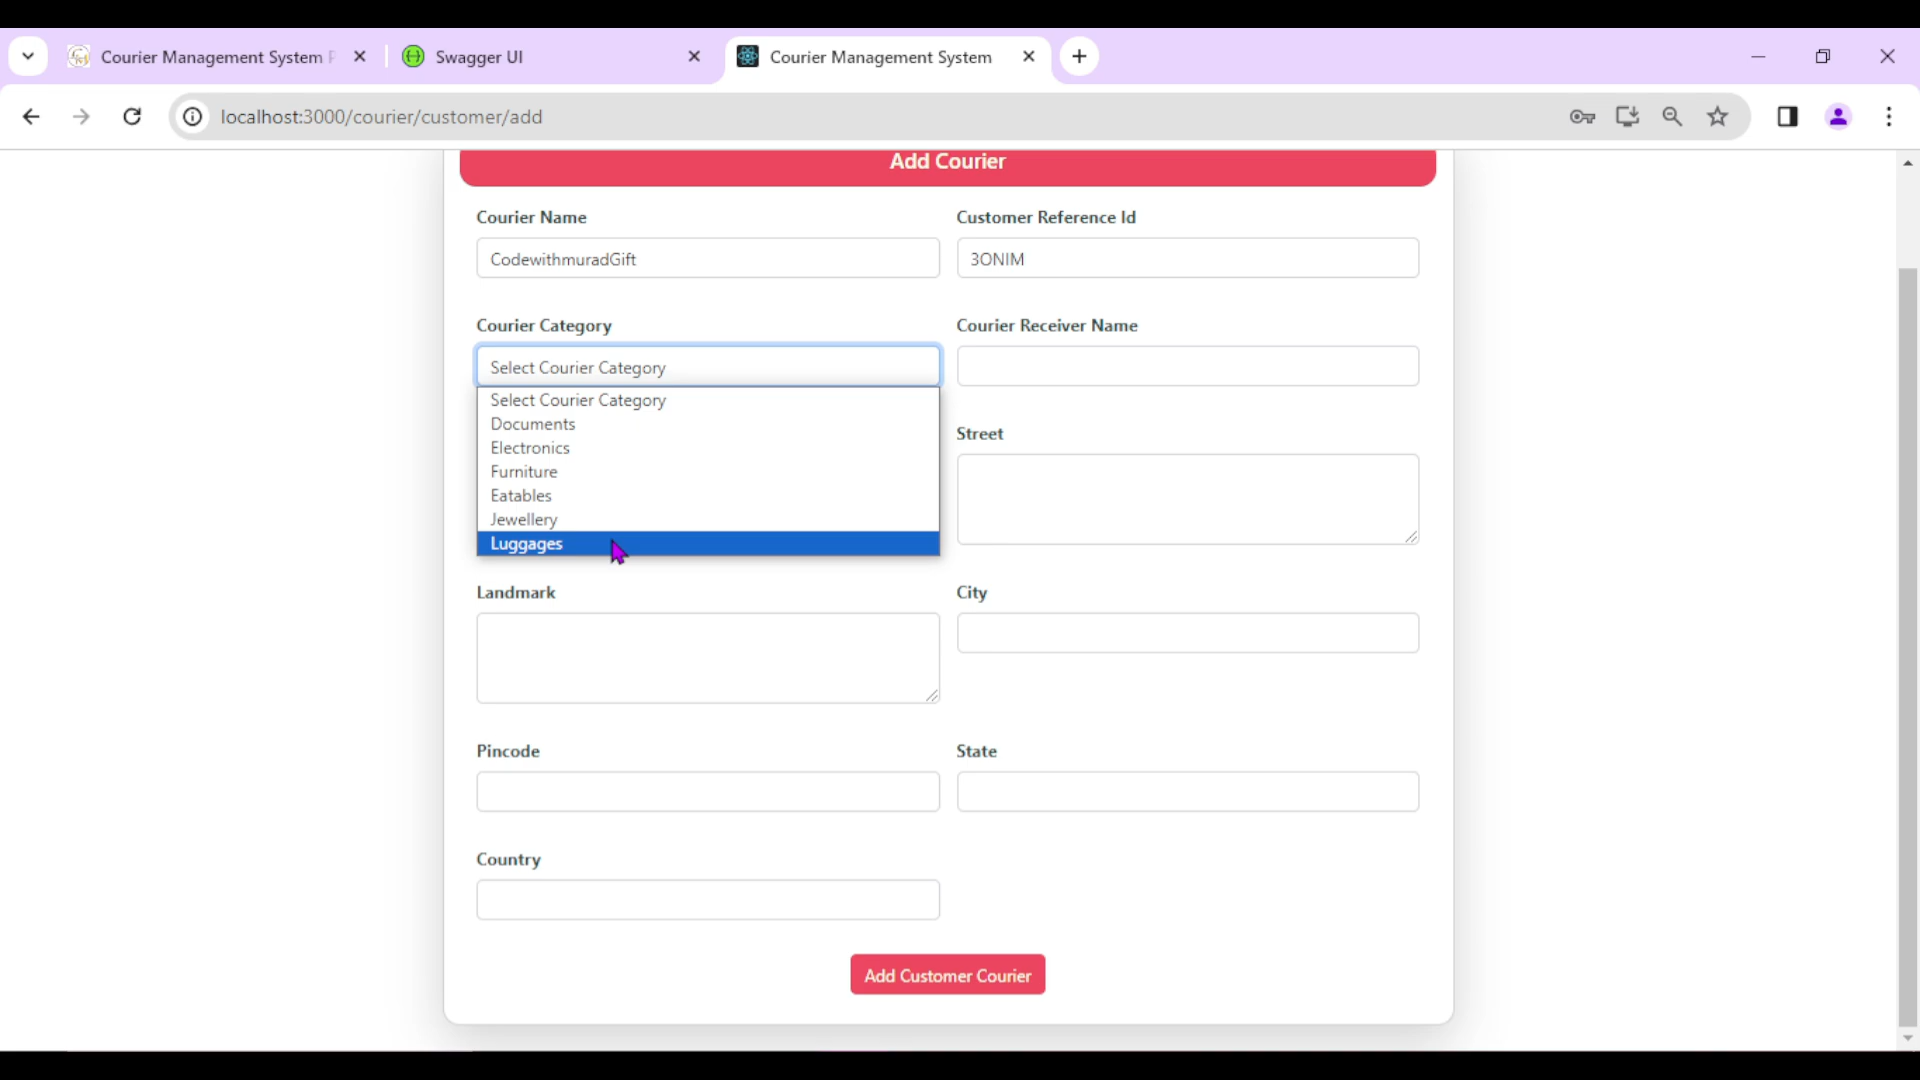 Courier Management System P
Swagger UI
Courier Management System
localhost:3000/courier/customer/add
Add Courier
Courier Name
Customer Reference Id
CodewithmuradGift
3ONIM
Courier Category
Courier Receiver Name
Select Courier Category
Select Courier Category
Documents
Electronics
Furniture
Eatables
Jewellery
Luggages
Street
Landmark
City
Pincode
State
Country
Add Customer Courier